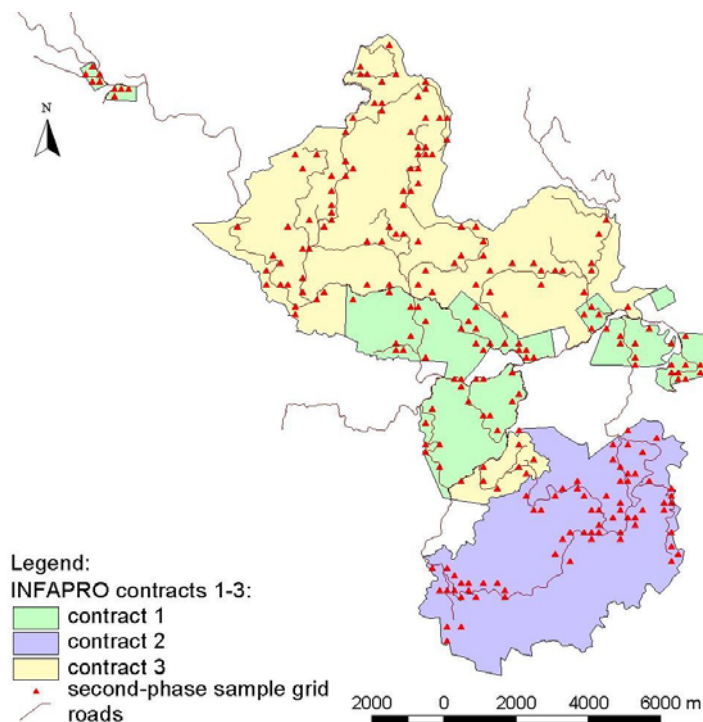 N
Legend:
INFAPRO contracts 1-3:
contract 1
contract 2
contract 3
second-phase sample grid
roads
2000 0 2000 4000 6000 m